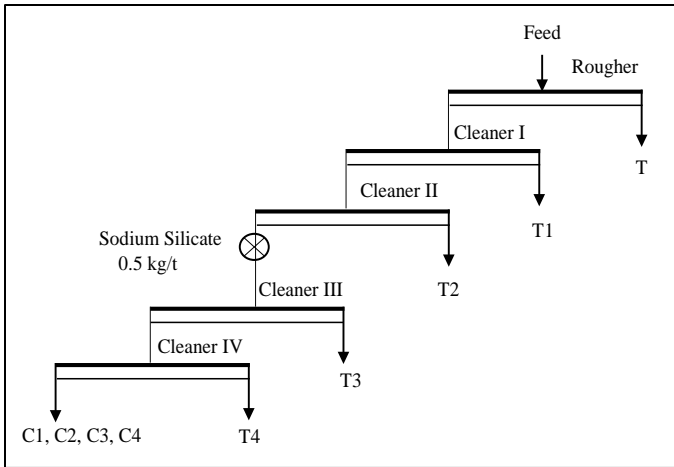 Feed
Rougher
Cleaner I
T
Cleaner II
T1
Sodium Silicate
0.5 kg/t
Cleaner III
T2
Cleaner IV
T3
C1, C2, C3, C4
T4